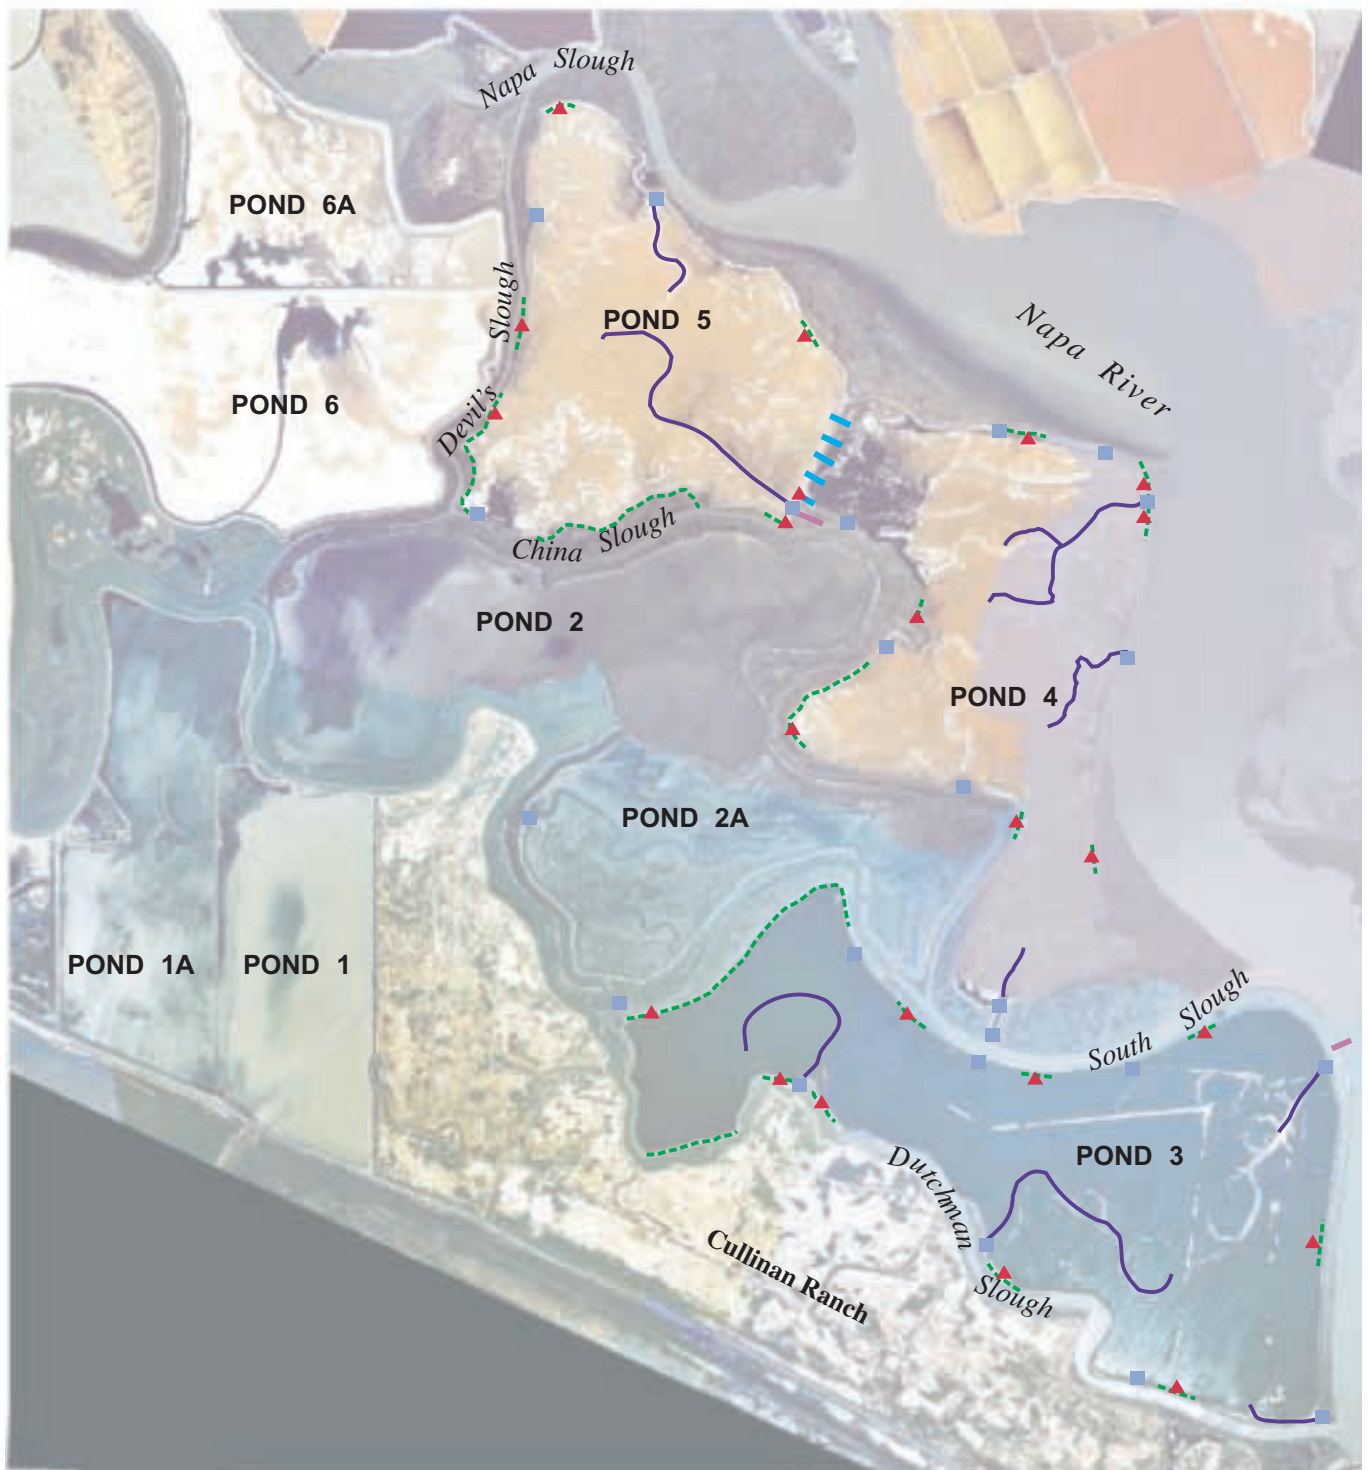 Napa Slough
POND 6A
Devil's Slough
POND 5
Napa River
POND 6
China Slough
POND 2
POND 4
POND 2A
POND 1A
POND 1
South Slough
POND 3
Dutchman Slough
Cullinan Ranch